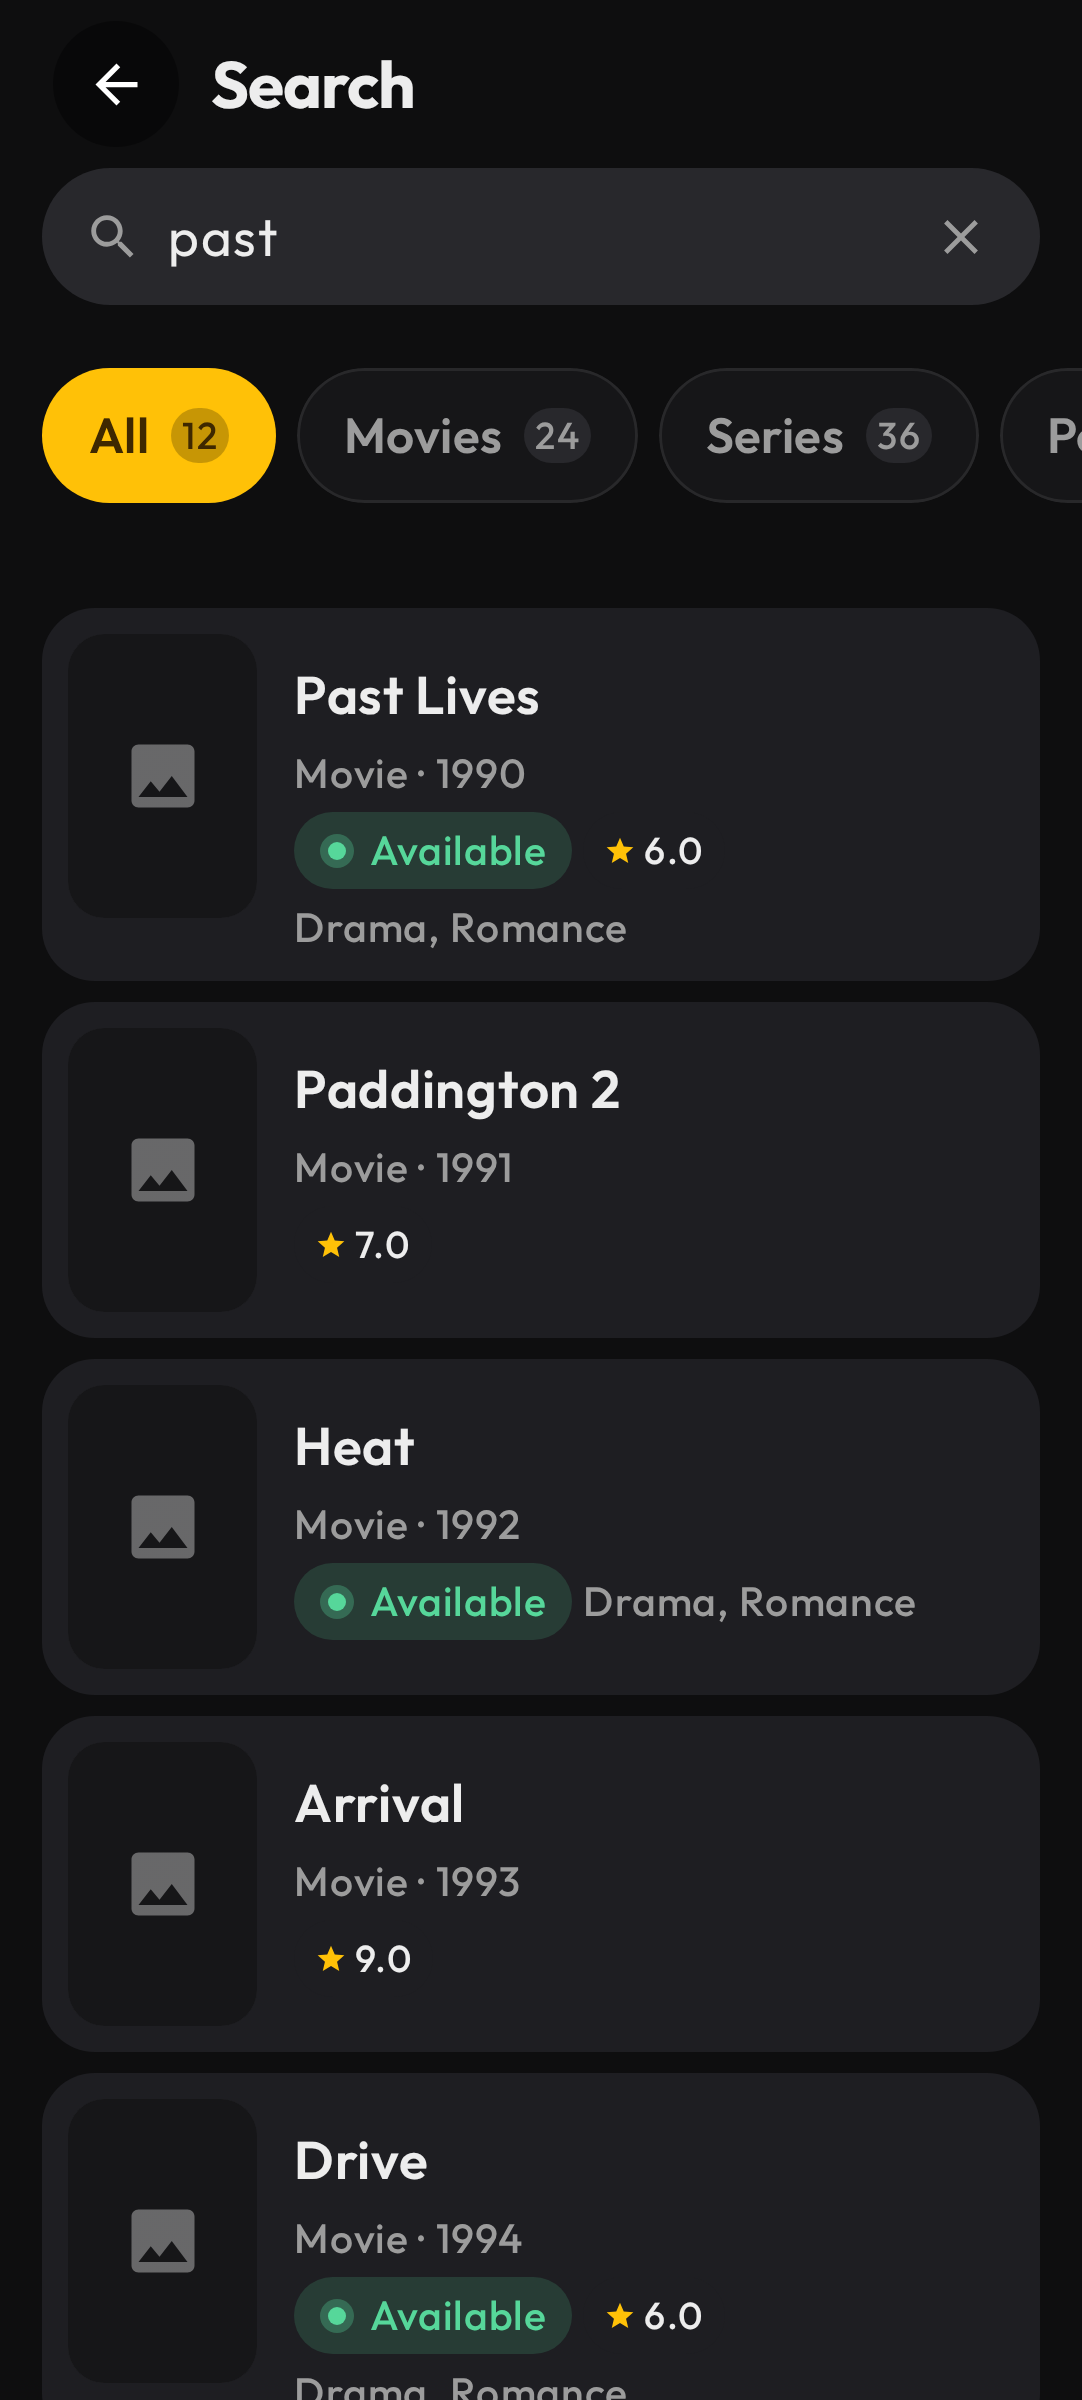 Search
past
All 12 Movies 24 Series 36
Past Lives
Movie · 1990
Available 6.0
Drama, Romance
Paddington 2
Movie · 1991
7.0
Heat
Movie · 1992
Available Drama, Romance
Arrival
Movie · 1993
9.0
Drive
Movie · 1994
Available 6.0
Drama, Romance